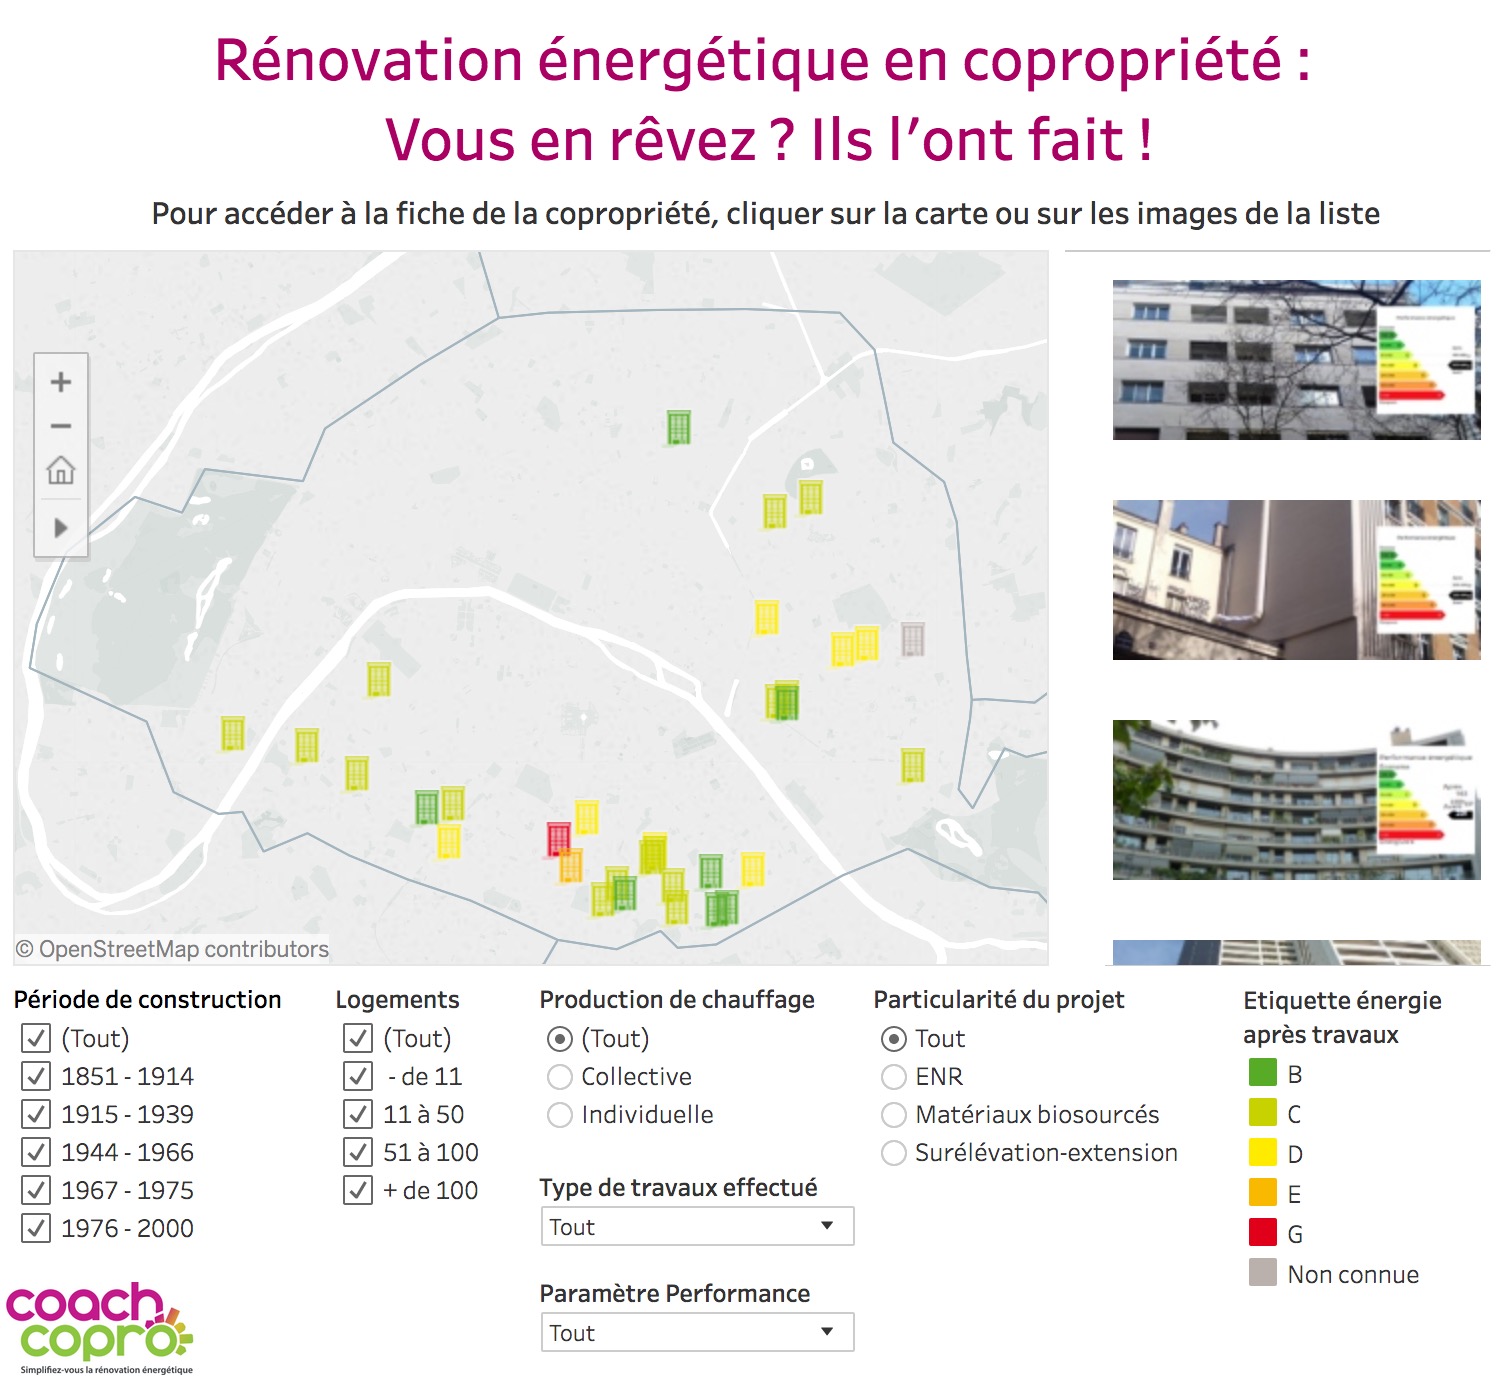 Rénovation énergétique en copropriété :
Vous en rêvez ? Ils l’ont fait !
Pour accéder à la fiche de la copropriété, cliquer sur la carte ou sur les images de la liste
© OpenStreetMap contributors
Période de construction
(Tout)
1851 - 1914
1915 - 1939
1944 - 1966
1967 - 1975
1976 - 2000
Logements
(Tout)
- de 11
11 à 50
51 à 100
+ de 100
Production de chauffage
(Tout)
Collective
Individuelle
Type de travaux effectué
Tout
Paramètre Performance
Tout
Particularité du projet
Tout
ENR
Matériaux biosourcés
Surélévation-extension
Etiquette énergie
après travaux
B
C
D
E
G
Non connue
coach
copro
Simplifiez-vous la rénovation énergétique